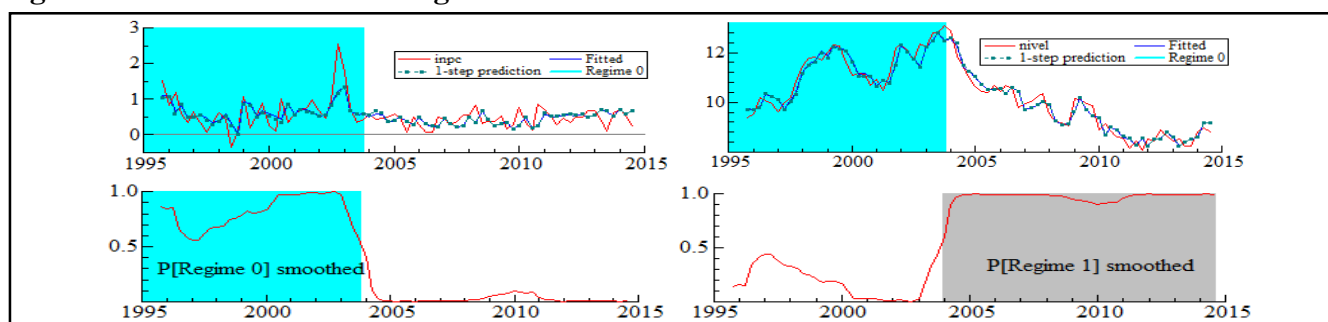 3
2
1
0
1995 2000 2005 2010 2015
inpc Fitted
1-step prediction Regime 0
12
10
1995 2000 2005 2010 2015
nivel Fitted
1-step prediction Regime 0
1.0
0.5
P[Regime 0] smoothed
1995 2000 2005 2010 2015
1.0
0.5
P[Regime 1] smoothed
1995 2000 2005 2010 2015